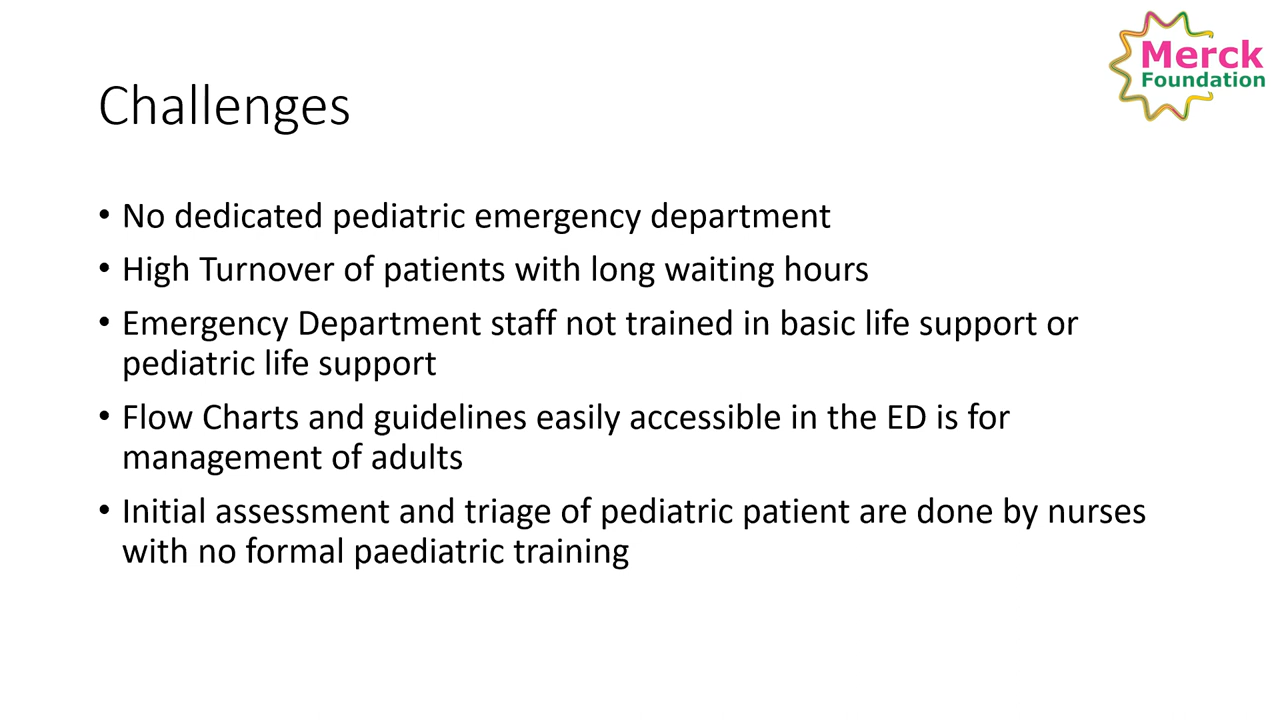 Merck
Foundation
Challenges
• No dedicated pediatric emergency department
• High Turnover of patients with long waiting hours
• Emergency Department staff not trained in basic life support or
pediatric life support
• Flow Charts and guidelines easily accessible in the ED is for
management of adults
• Initial assessment and triage of pediatric patient are done by nurses
with no formal paediatric training